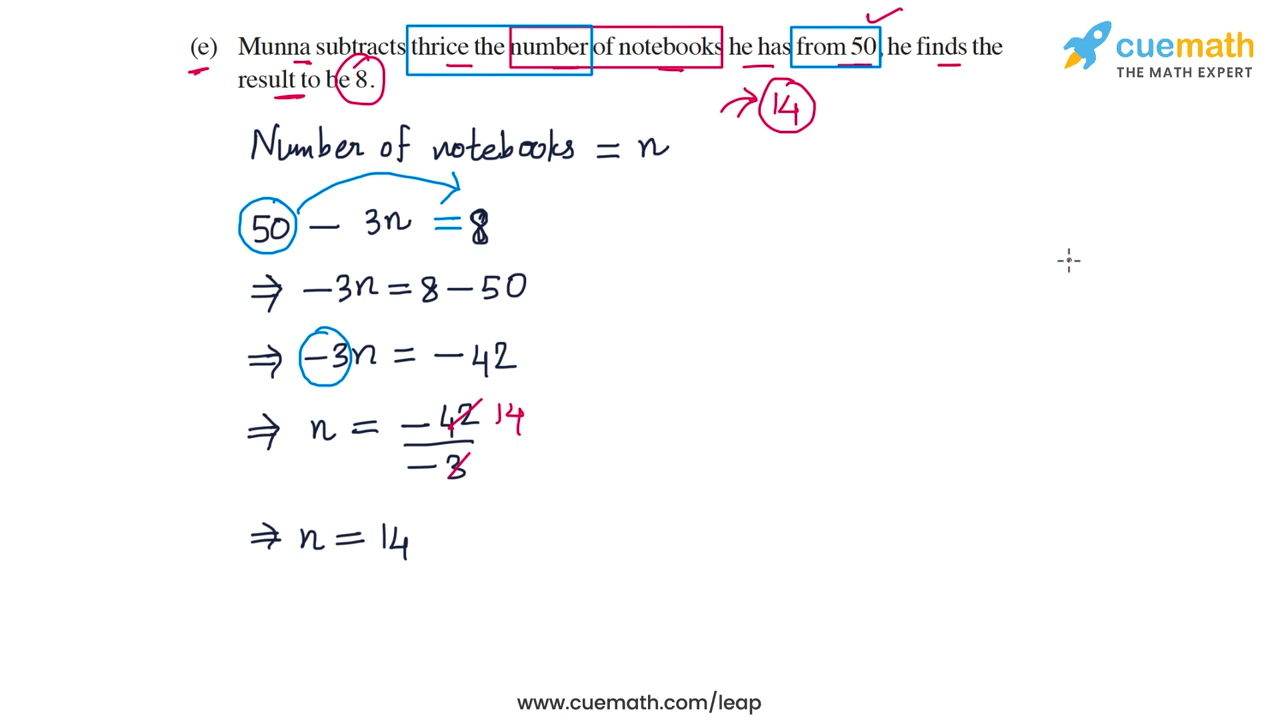 (e) Munna subtracts thrice the number of notebooks he has from 50, he finds the
result to be 8.
cuemath
THE MATH EXPERT
14
Number of notebooks = n
50 - 3n = 8
⇒ -3n = 8 - 50
⇒ -3n = -42
⇒ n = -42/-3 14
⇒ n = 14
www.cuemath.com/leap